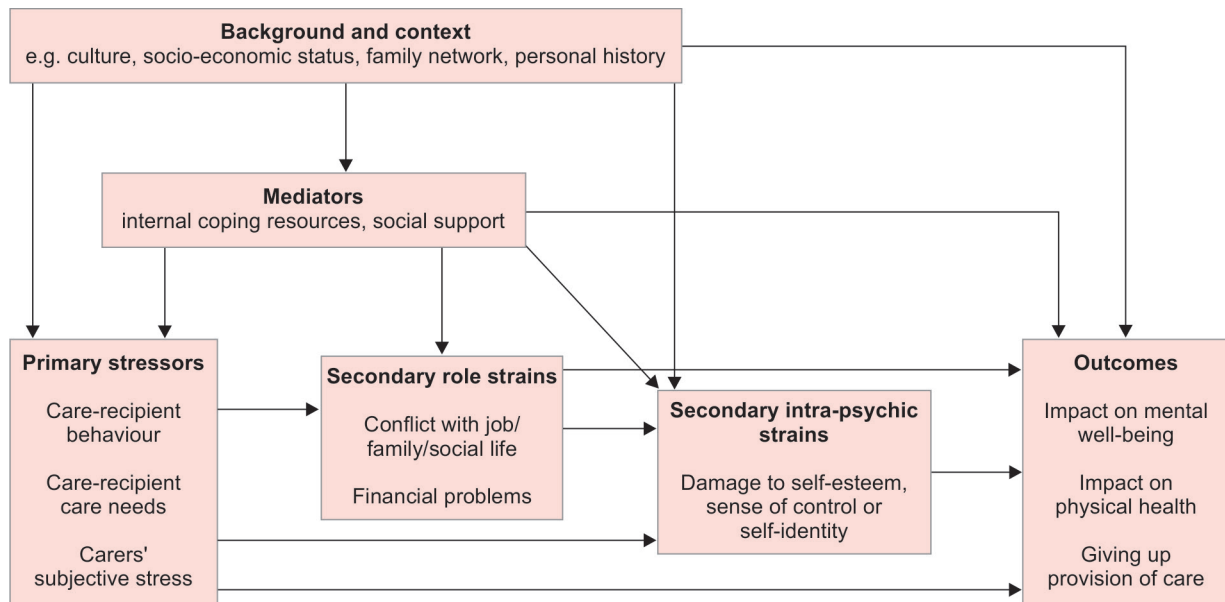 Background and context
e.g. culture, socio-economic status, family network, personal history
Mediators
internal coping resources, social support
Primary stressors
Care-recipient
behaviour
Care-recipient
care needs
Carers'
subjective stress
Secondary role strains
Conflict with job/
family/social life
Financial problems
Secondary intra-psychic
strains
Damage to self-esteem,
sense of control or
self-identity
Outcomes
Impact on mental
well-being
Impact on
physical health
Giving up
provision of care